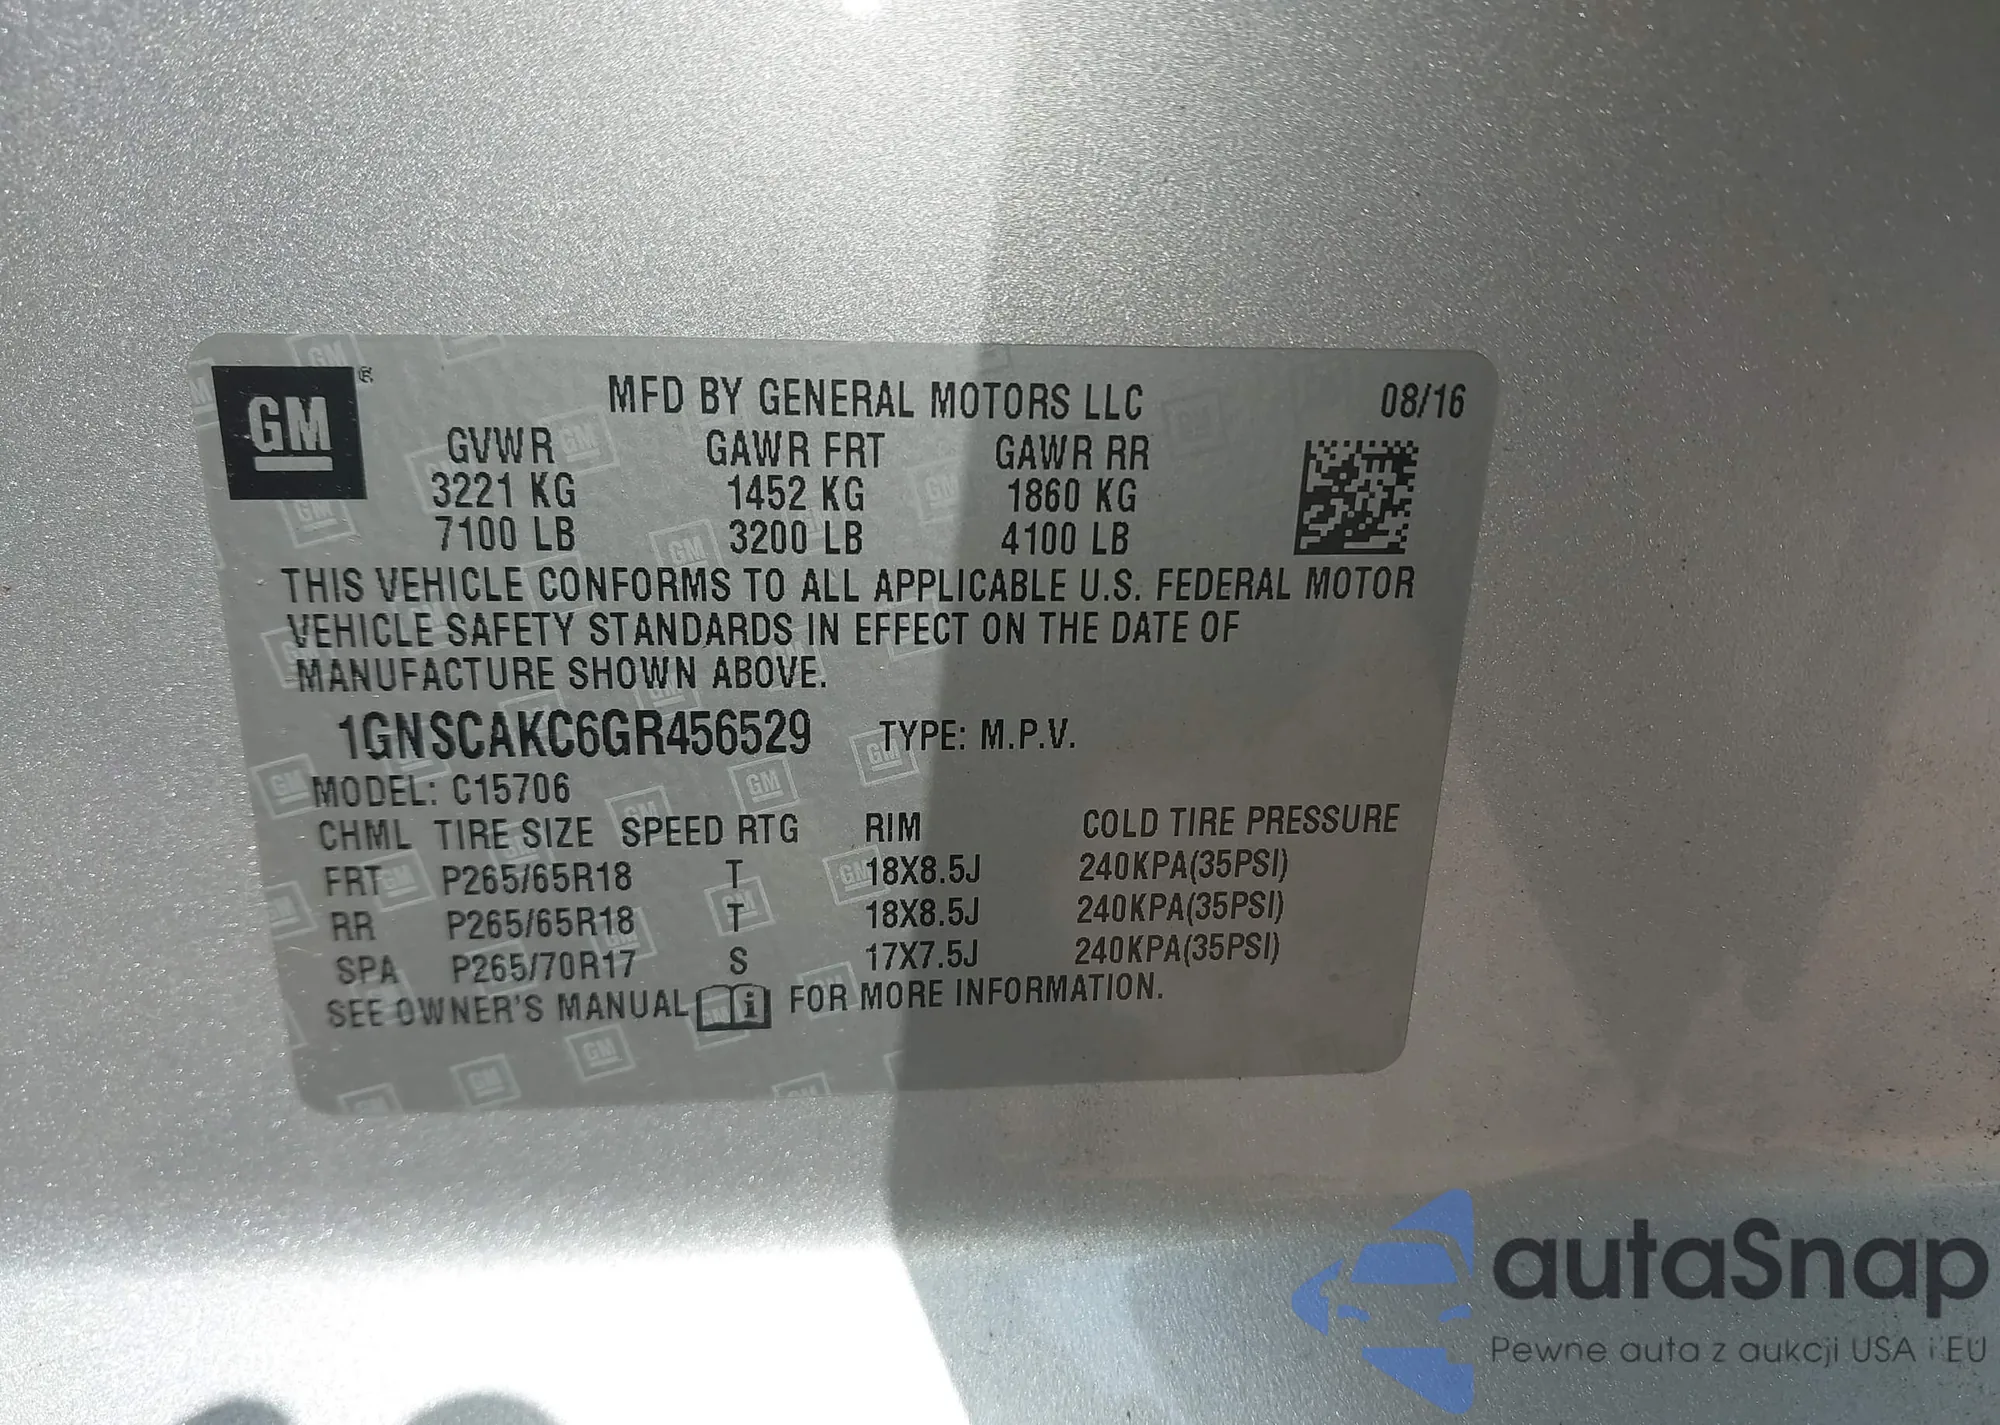 GM
MFD BY GENERAL MOTORS LLC 08/16
GVWR GAWR FRT GAWR RR
3221 KG 1452 KG 1860 KG
7100 LB 3200 LB 4100 LB
THIS VEHICLE CONFORMS TO ALL APPLICABLE U.S. FEDERAL MOTOR
VEHICLE SAFETY STANDARDS IN EFFECT ON THE DATE OF
MANUFACTURE SHOWN ABOVE.
1GNSCAKC6GR456529 TYPE: M.P.V.
MODEL: C15706
CHML TIRE SIZE SPEED RTG RIM COLD TIRE PRESSURE
FRT P265/65R18 T 18X8.5J 240KPA(35PSI)
RR P265/65R18 T 18X8.5J 240KPA(35PSI)
SPA P265/70R17 S 17X7.5J 240KPA(35PSI)
SEE OWNER'S MANUAL i FOR MORE INFORMATION.
autaSnap
Pewne auta z aukcji USA i EU